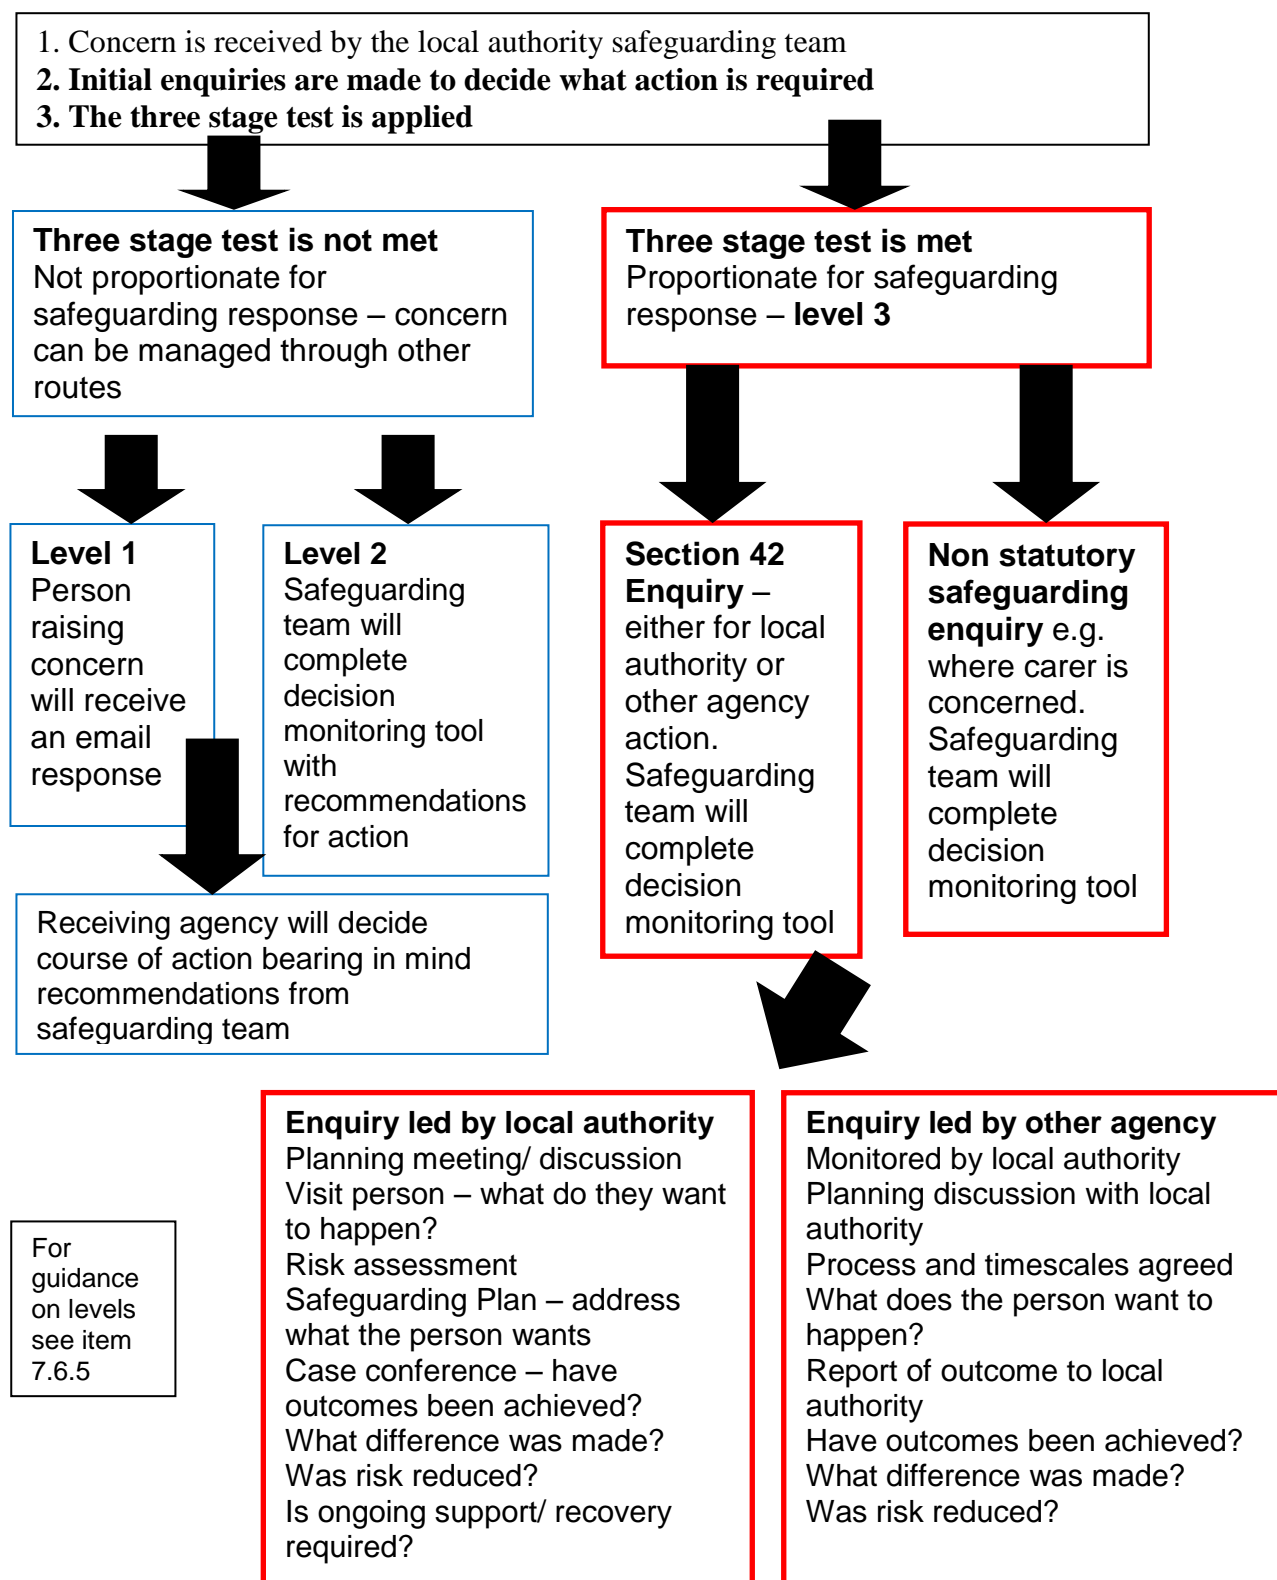 1. Concern is received by the local authority safeguarding team
2. Initial enquiries are made to decide what action is required
3. The three stage test is applied
Three stage test is not met
Not proportionate for
safeguarding response – concern
can be managed through other
routes
Three stage test is met
Proportionate for safeguarding
response – level 3
Level 1
Person
raising
concern
will receive
an email
response
Level 2
Safeguarding
team will
complete
decision
monitoring tool
with
recommendations
for action
Section 42
Enquiry –
either for local
authority or
other agency
action.
Safeguarding
team will
complete
decision
monitoring tool
Non statutory
safeguarding
enquiry e.g.
where carer is
concerned.
Safeguarding
team will
complete
decision
monitoring tool
Receiving agency will decide
course of action bearing in mind
recommendations from
safeguarding team
Enquiry led by local authority
Planning meeting/ discussion
Visit person – what do they want
to happen?
Risk assessment
Safeguarding Plan – address
what the person wants
Case conference – have
outcomes been achieved?
What difference was made?
Was risk reduced?
Is ongoing support/ recovery
required?
Enquiry led by other agency
Monitored by local authority
Planning discussion with local
authority
Process and timescales agreed
What does the person want to
happen?
Report of outcome to local
authority
Have outcomes been achieved?
What difference was made?
Was risk reduced?
For
guidance
on levels
see item
7.6.5